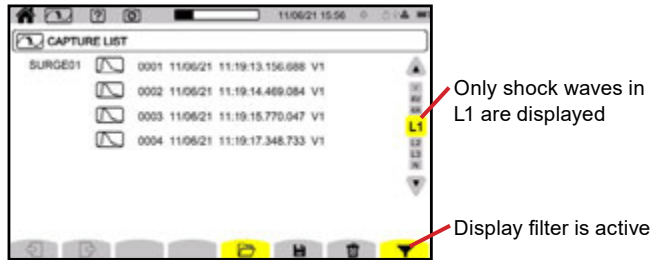 11/06/21 15:56
CAPTURE LIST
SURGE01 0001 11/06/21 11:19:13.156.688 V1
0002 11/06/21 11:19:14.469.084 V1
0003 11/06/21 11:19:15.770.047 V1
0004 11/06/21 11:19:17.348.733 V1
L1
L2
L3
N
Only shock waves in
L1 are displayed
Display filter is active